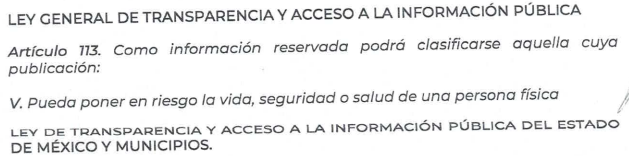 LEY GENERAL DE TRANSPARENCIA Y ACCESO A LA INFORMACIÓN PÚBLICA
Artículo 113. Como información reservada podrá clasificarse aquella cuya
publicación:
V. Pueda poner en riesgo la vida, seguridad o salud de una persona física
LEY DE TRANSPARENCIA Y ACCESO A LA INFORMACIÓN PÚBLICA DEL ESTADO
DE MÉXICO Y MUNICIPIOS.